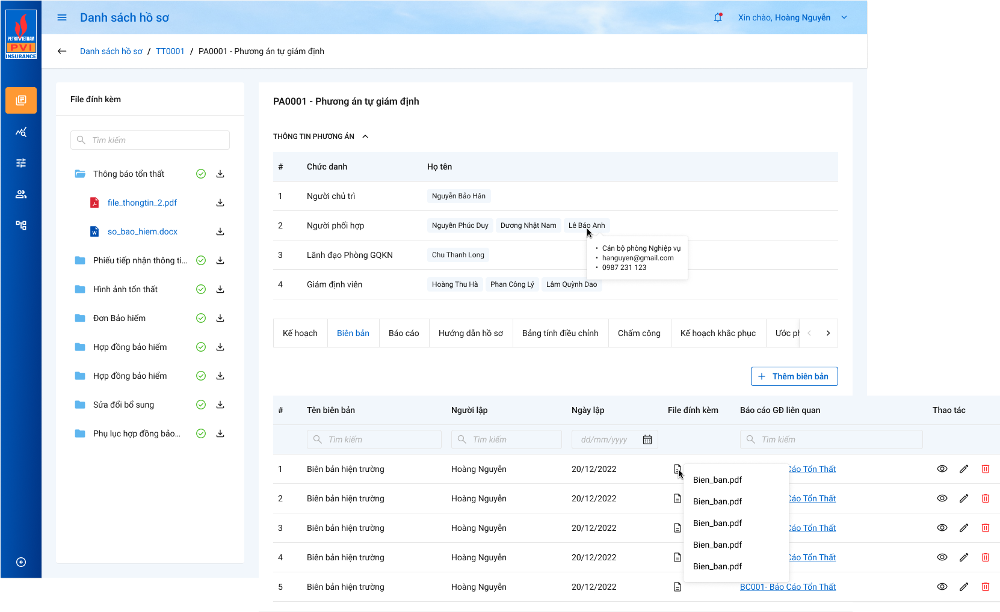 PETROVIETNAM
PVI
INSURANCE
Danh sách hồ sơ
Xin chào, Hoàng Nguyễn
Danh sách hồ sơ / TT0001 / PA0001 - Phương án tự giám định
File đính kèm
Tìm kiếm
Thông báo tổn thất
file_thongtin_2.pdf
so_bao_hiem.docx
Phiếu tiếp nhận thông ti...
Hình ảnh tổn thất
Đơn Bảo hiểm
Hợp đồng bảo hiểm
Hợp đồng bảo hiểm
Sửa đổi bổ sung
Phụ lục hợp đồng bảo...
PA0001 - Phương án tự giám định
THÔNG TIN PHƯƠNG ÁN
# Chức danh Họ tên
1 Người chủ trì Nguyễn Bảo Hân
2 Người phối hợp Nguyễn Phúc Duy Dương Nhật Nam Lê Bảo Anh
• Cán bộ phòng Nghiệp vụ
• hanguyen@gmail.com
• 0987 231 123
3 Lãnh đạo Phòng GQKN Chu Thanh Long
4 Giám định viên Hoàng Thu Hà Phan Công Lý Lâm Quỳnh Dao
Kế hoạch Biên bản Báo cáo Hướng dẫn hồ sơ Bảng tính điều chỉnh Chấm công Kế hoạch khắc phục Ước
+ Thêm biên bản
# Tên biên bản Người lập Ngày lập File đính kèm Báo cáo GĐ liên quan Thao tác
Tìm kiếm Tìm kiếm dd/mm/yyyy Tìm kiếm
1 Biên bản hiện trường Hoàng Nguyễn 20/12/2022 Cáo Tổn Thất
2 Biên bản hiện trường Hoàng Nguyễn 20/12/2022 Cáo Tổn Thất
3 Biên bản hiện trường Hoàng Nguyễn 20/12/2022 Cáo Tổn Thất
4 Biên bản hiện trường Hoàng Nguyễn 20/12/2022 Cáo Tổn Thất
5 Biên bản hiện trường Hoàng Nguyễn 20/12/2022 BC001- Báo Cáo Tổn Thất
Bien_ban.pdf
Bien_ban.pdf
Bien_ban.pdf
Bien_ban.pdf
Bien_ban.pdf